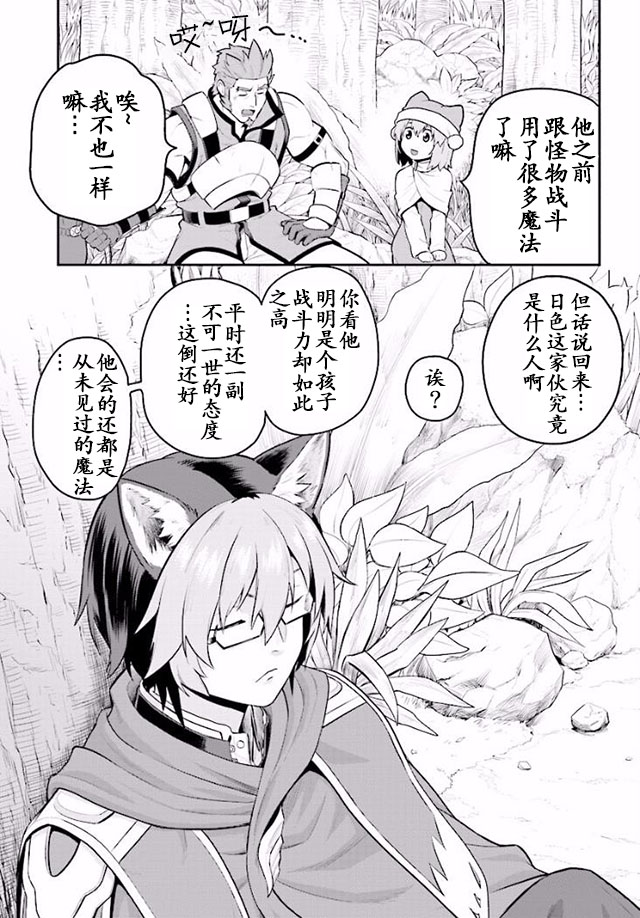 他之前
跟怪物战斗
用了很多魔法
了嘛
哎~呀~…
唉~
我不也一样
嘛…
但话说回来…
日色这家伙究竟
是什么人啊
诶？
你看他
明明是个孩子
战斗力却如此
之高
平时还一副
不可一世的态度
…这倒还好
他会的还都是
从未见过的魔法
…